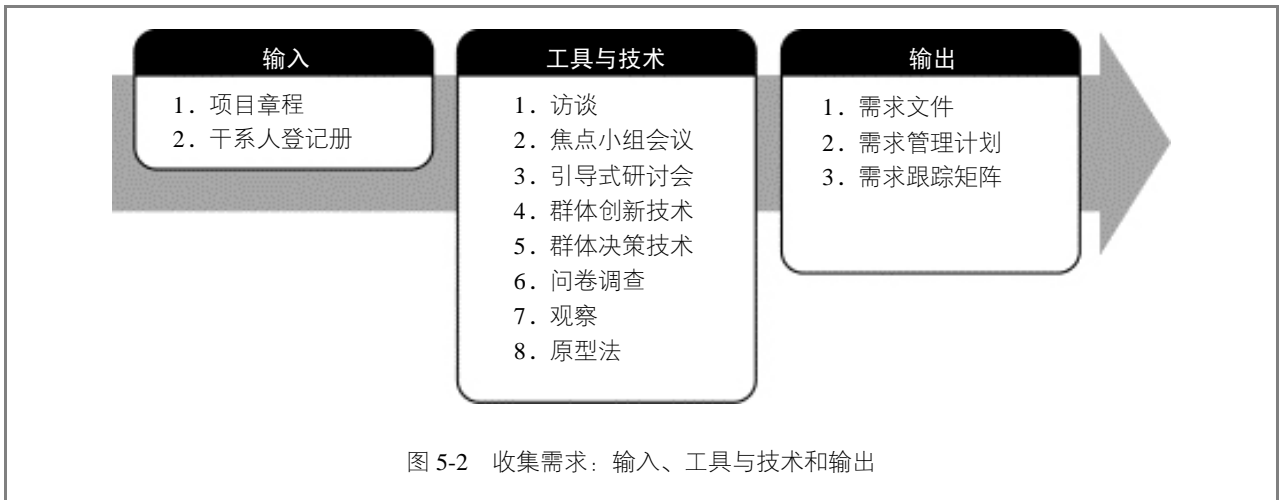 输入
1. 项目章程
2. 干系人登记册
工具与技术
1. 访谈
2. 焦点小组会议
3. 引导式研讨会
4. 群体创新技术
5. 群体决策技术
6. 问卷调查
7. 观察
8. 原型法
输出
1. 需求文件
2. 需求管理计划
3. 需求跟踪矩阵
图 5-2 收集需求：输入、工具与技术和输出